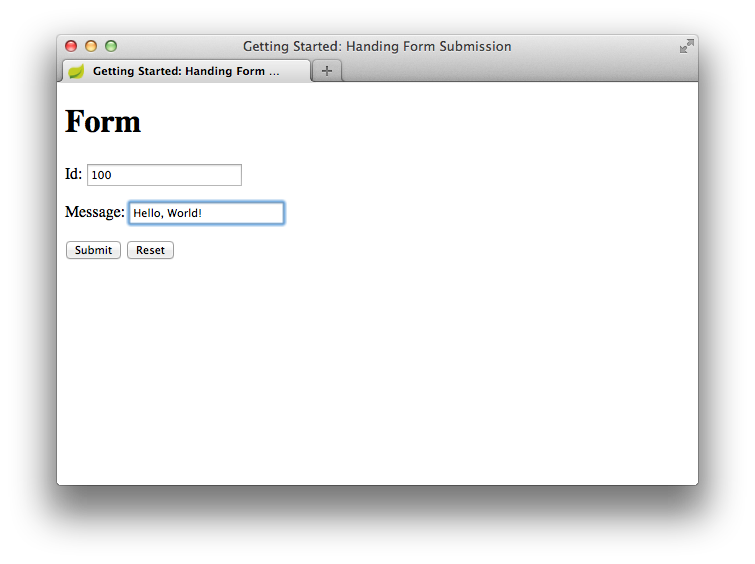 Getting Started: Handing Form Submission
Getting Started: Handing Form ...
Form
Id: 100
Message: Hello, World!
Submit Reset